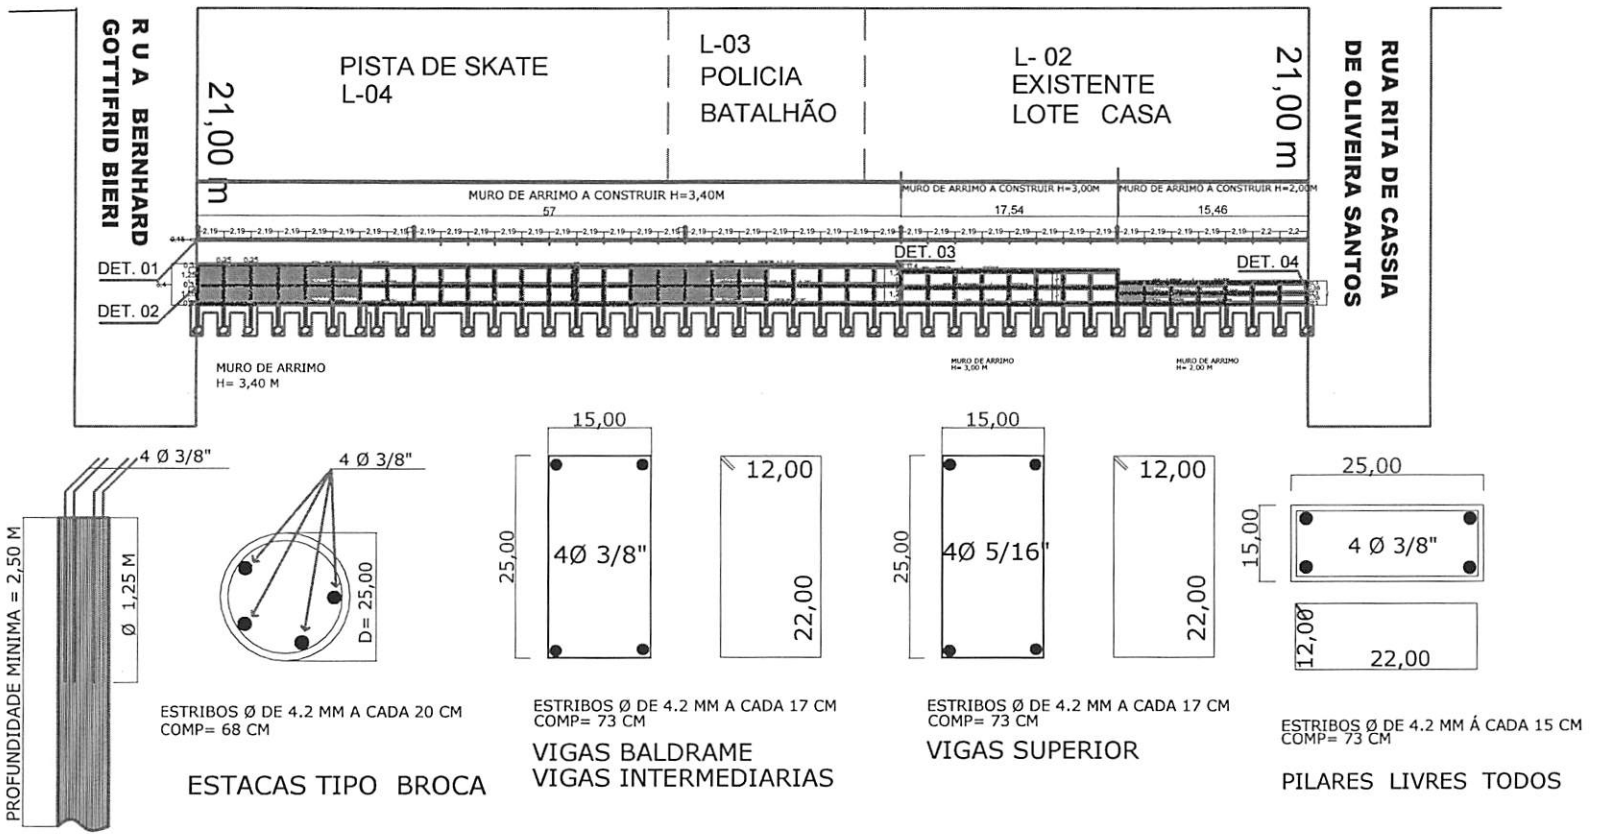 RUA BERNHARD
GOTTIFRID BIERI
21,00 m
PISTA DE SKATE
L-04
L-03
POLICIA
BATALHÃO
L- 02
EXISTENTE
LOTE CASA
21,00 m
RUA RITA DE CASSIA
DE OLIVEIRA SANTOS
MURO DE ARRIMO A CONSTRUIR H=3,40M
MURO DE ARRIMO A CONSTRUIR H=3,00M
MURO DE ARRIMO A CONSTRUIR H=2,00M
57
17,54
15,46
DET. 01
DET. 02
DET. 03
DET. 04
MURO DE ARRIMO
H= 3,40 M
MURO DE ARRIMO
H= 3,00 M
MURO DE ARRIMO
H= 2,00 M
4 Ø 3/8"
PROFUNDIDADE MINIMA = 2,50 M
Ø 1,25 M
4 Ø 3/8"
D= 25,00
ESTRIBOS Ø DE 4.2 MM A CADA 20 CM
COMP= 68 CM
ESTACAS TIPO BROCA
15,00
25,00
4Ø 3/8"
12,00
22,00
ESTRIBOS Ø DE 4.2 MM A CADA 17 CM
COMP= 73 CM
VIGAS BALDRAME
VIGAS INTERMEDIARIAS
15,00
25,00
4Ø 5/16"
12,00
22,00
ESTRIBOS Ø DE 4.2 MM A CADA 17 CM
COMP= 73 CM
VIGAS SUPERIOR
25,00
15,00
4 Ø 3/8"
12,00
22,00
ESTRIBOS Ø DE 4.2 MM Á CADA 15 CM
COMP= 73 CM
PILARES LIVRES TODOS